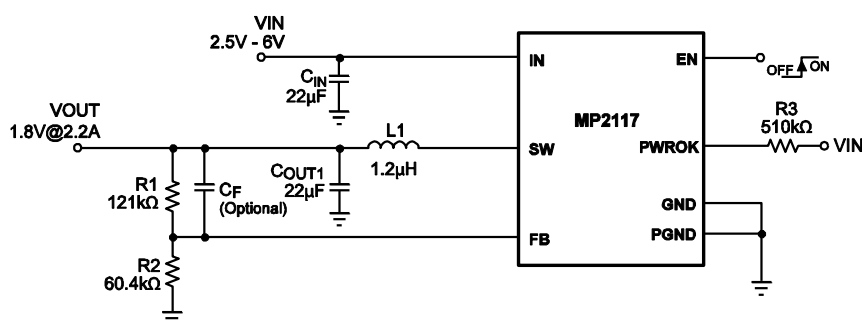 VIN
2.5V - 6V
IN
EN
OFF ON
CIN
22µF
MP2117
VOUT
1.8V@2.2A
L1
1.2µH
SW
PWROK
R3
510kΩ
VIN
R1
121kΩ
CF
(Optional)
COUT1
22µF
GND
FB
PGND
R2
60.4kΩ